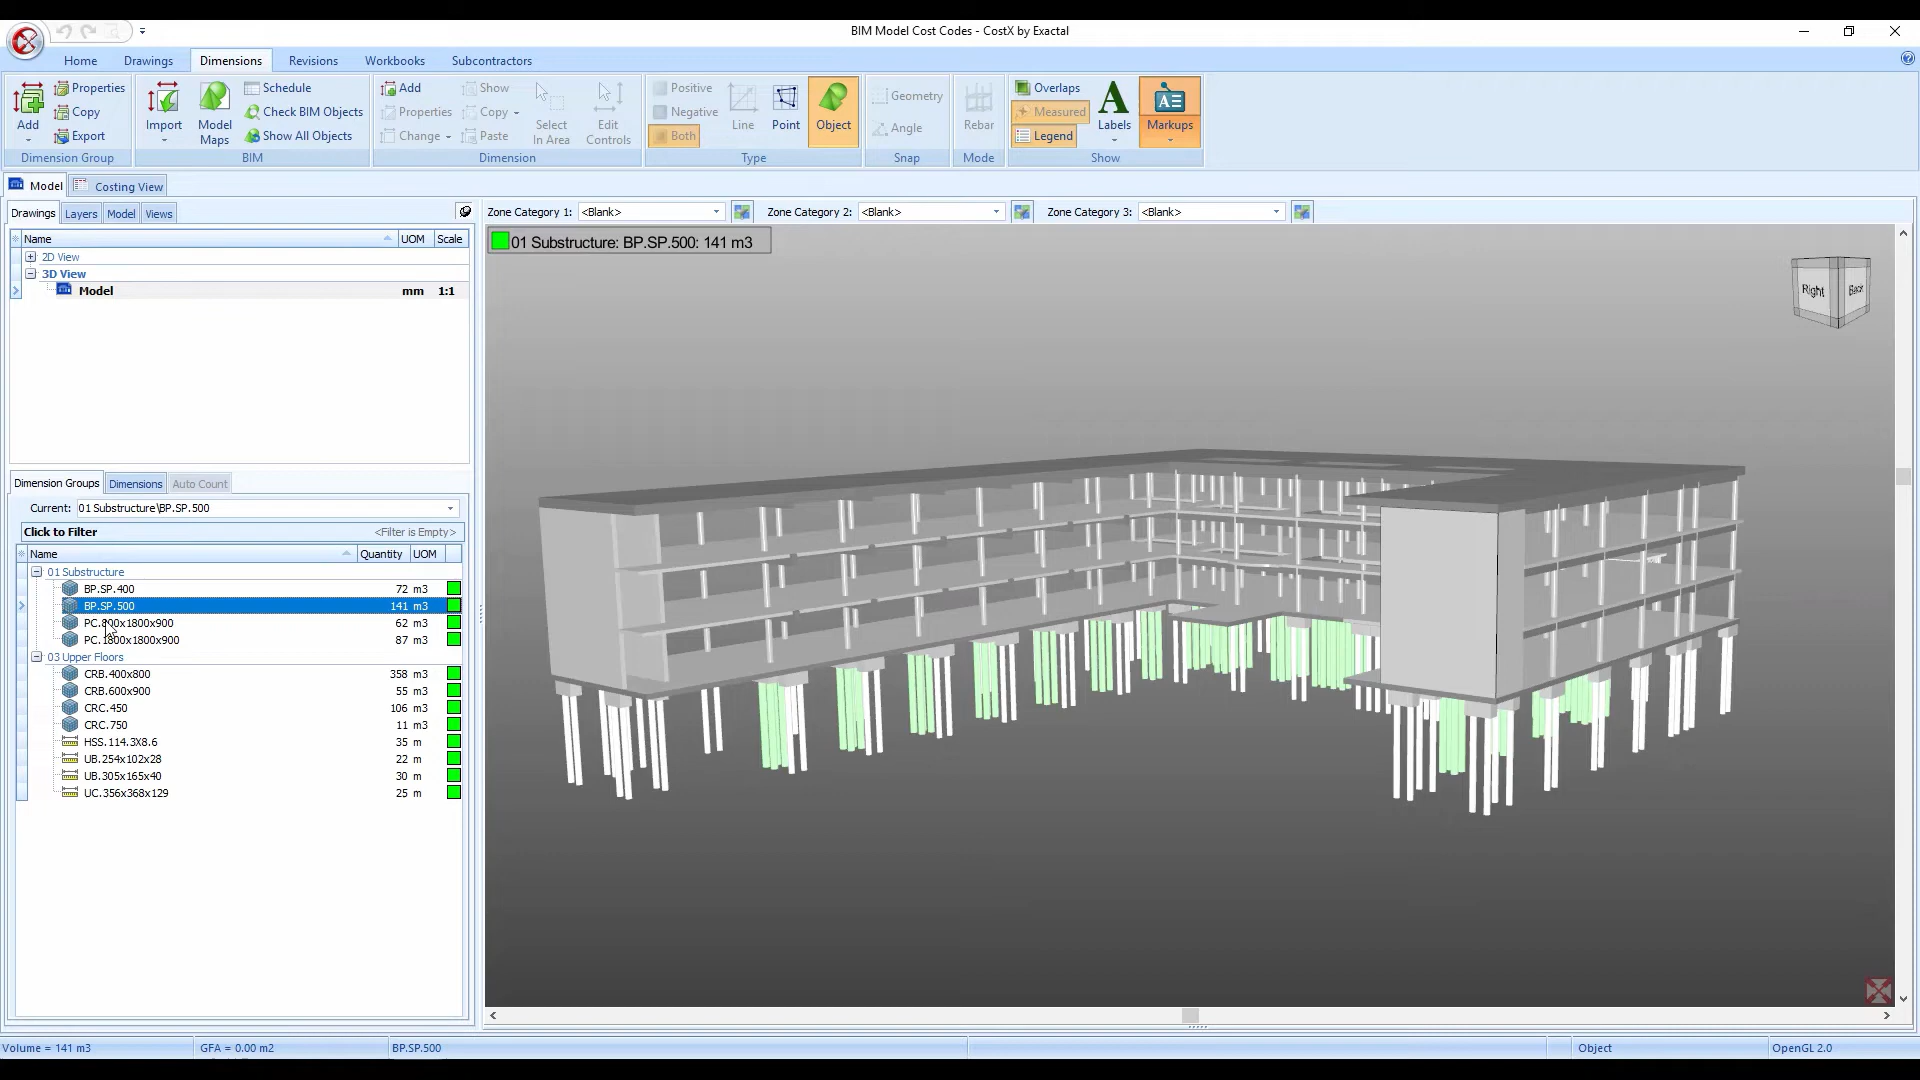 BIM Model Cost Codes - CostX by Exactal
Home Drawings Dimensions Revisions Workbooks Subcontractors
Add Properties Copy Export
Dimension Group
Import Model Maps Schedule Check BIM Objects Show All Objects
BIM
Add Properties Change Show Copy Paste Select In Area Edit Controls
Dimension
Positive Negative Both Line Point Object
Type
Geometry Angle
Snap
Rebar
Mode
Overlaps Measured Legend Labels Markups
Show
Model Costing View
Drawings Layers Model Views
Zone Category 1: <Blank> Zone Category 2: <Blank> Zone Category 3: <Blank>
Name UOM Scale
2D View
3D View
Model mm 1:1
01 Substructure: BP.SP.500: 141 m3
Right Back
Dimension Groups Dimensions Auto Count
Current: 01 Substructure\BP.SP.500
Click to Filter <Filter is Empty>
Name Quantity UOM
01 Substructure
BP.SP.400 72 m3
BP.SP.500 141 m3
PC.800x1800x900 62 m3
PC.1800x1800x900 87 m3
03 Upper Floors
CRB.400x800 358 m3
CRB.600x900 55 m3
CRC.450 106 m3
CRC.750 11 m3
HSS.114.3X8.6 35 m
UB.254x102x28 22 m
UB.305x165x40 30 m
UC.356x368x129 25 m
Volume = 141 m3 GFA = 0.00 m2 BP.SP.500 Object OpenGL 2.0